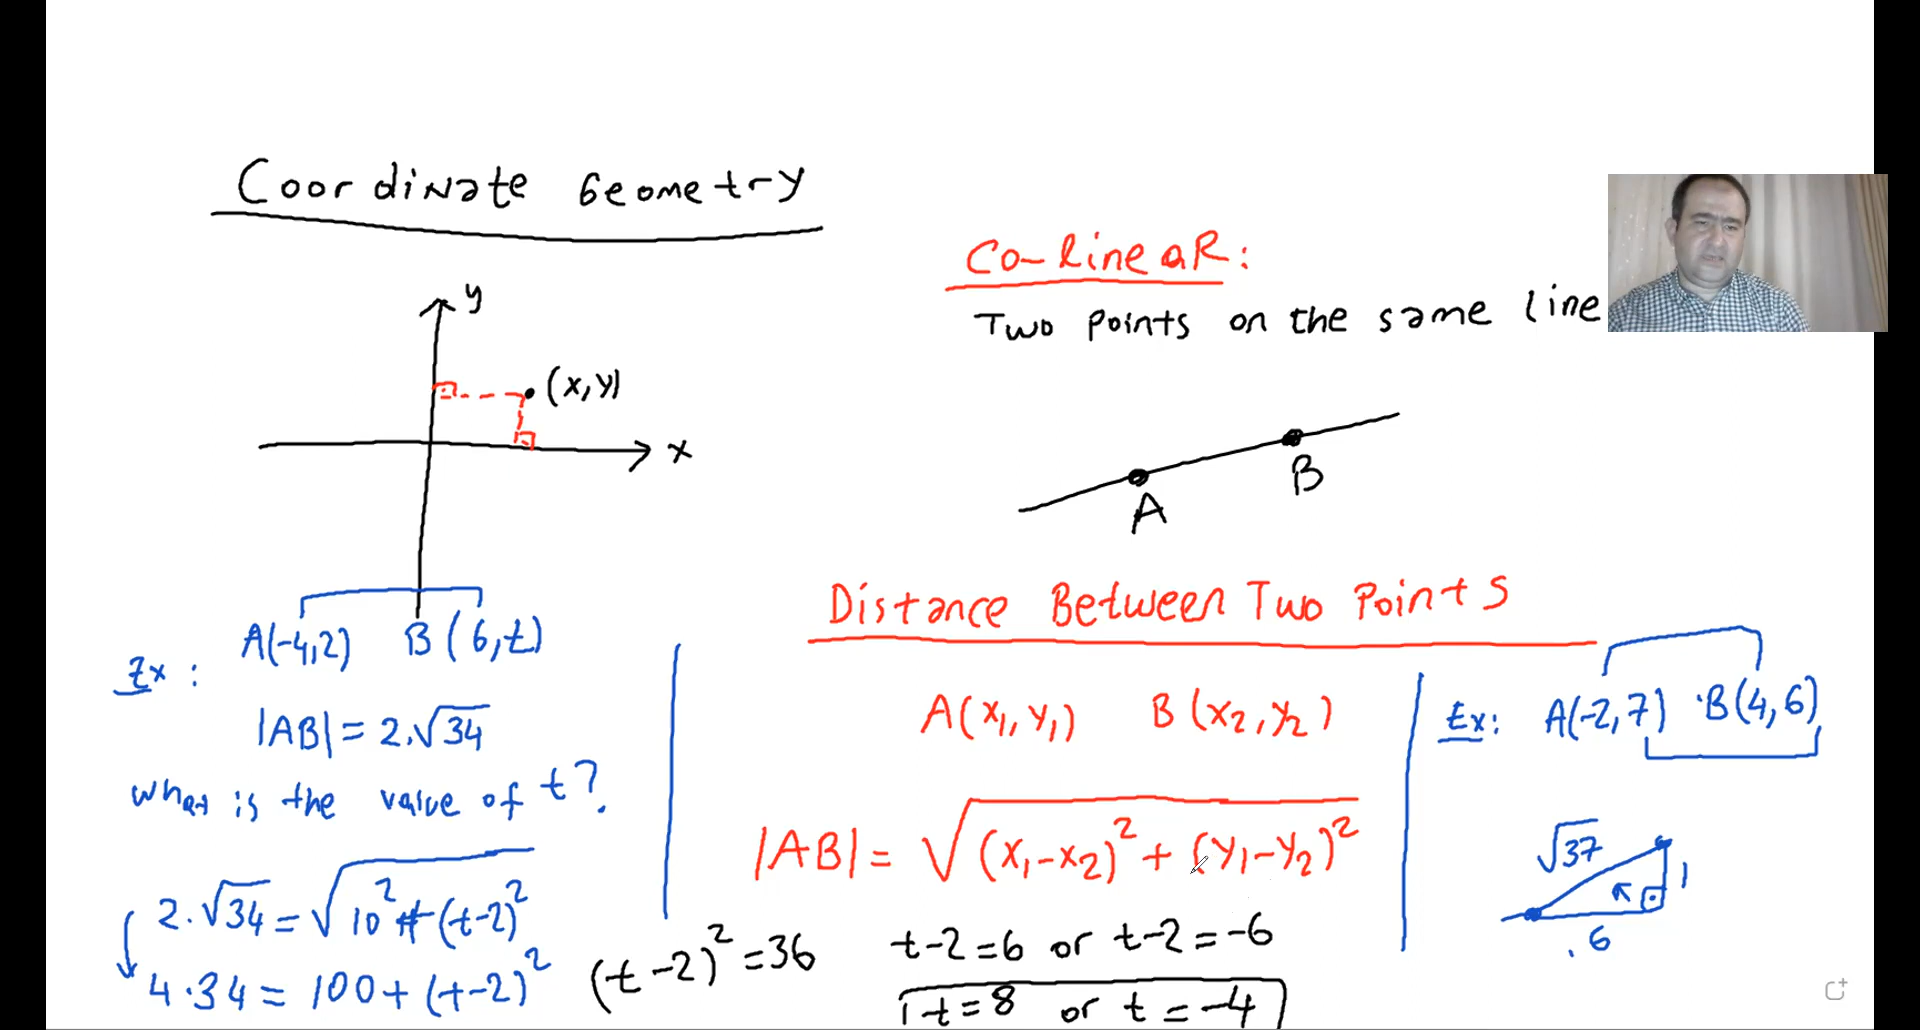 Coordinate Geometry
y
(x,y)
x
Co-lineaR:
Two points on the same line
A
B
Ex: A(-4,2) B(6,t)
|AB| = 2.√34
what is the value of t?
2.√34 = √(10² + (t-2)²)
4.34 = 100 + (t-2)²
(t-2)² = 36
t-2=6 or t-2=-6
t=8 or t=-4
Distance Between Two Points
A(x₁,y₁) B(x₂,y₂)
|AB| = √((x₁-x₂)² + (y₁-y₂)²)
Ex: A(-2,7) B(4,6)
√37
1
6